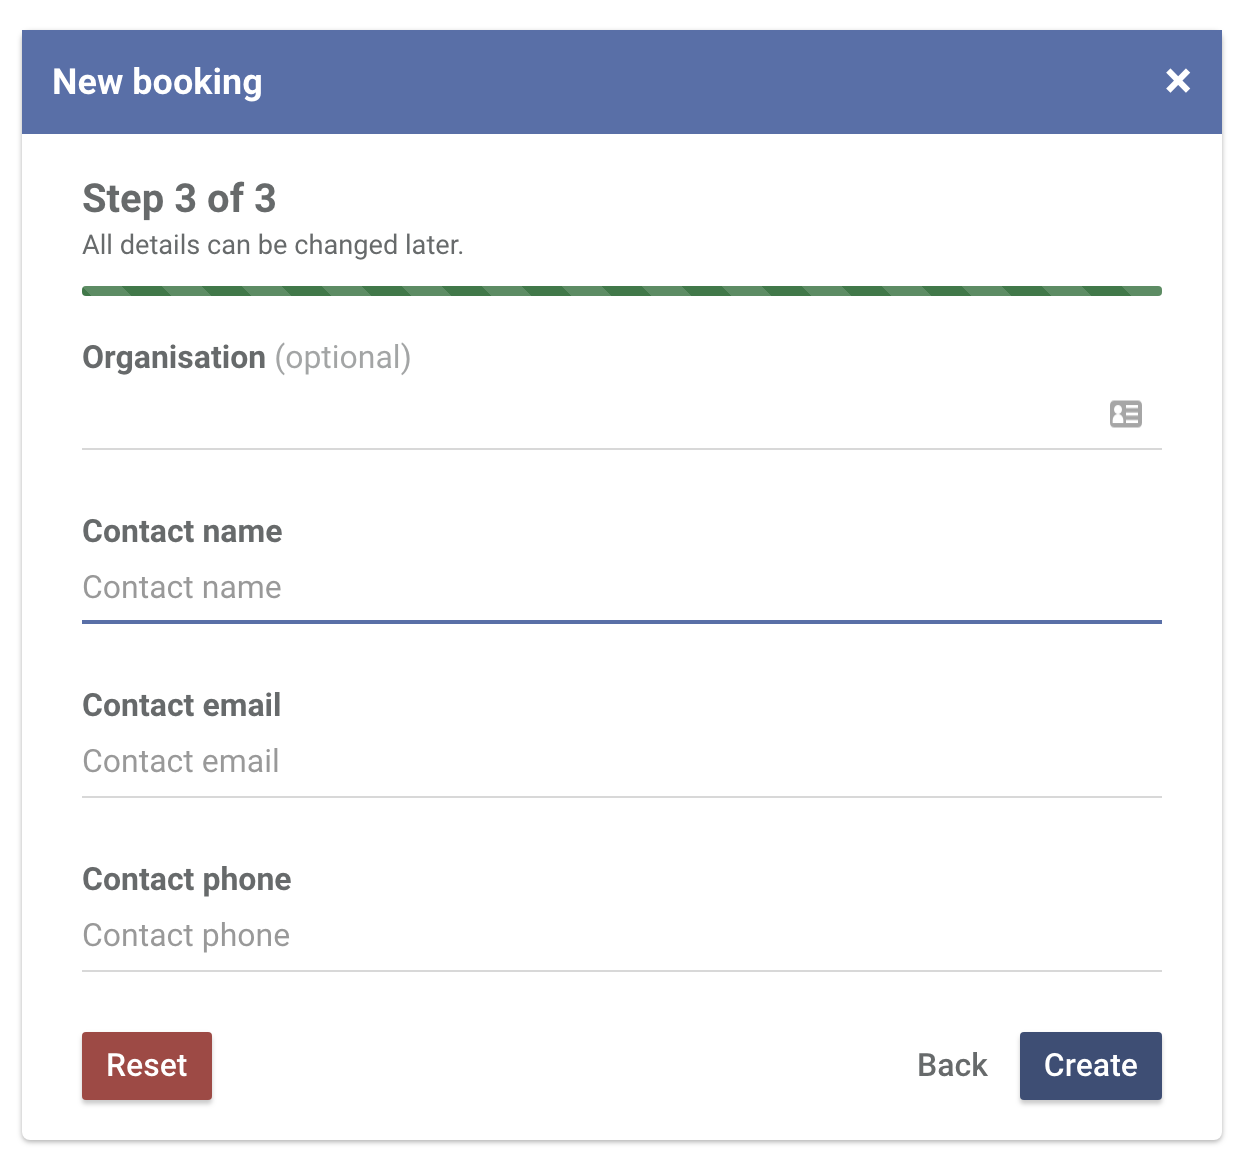 New booking
Step 3 of 3
All details can be changed later.
Organisation (optional)
Contact name
Contact name
Contact email
Contact email
Contact phone
Contact phone
Reset Back Create